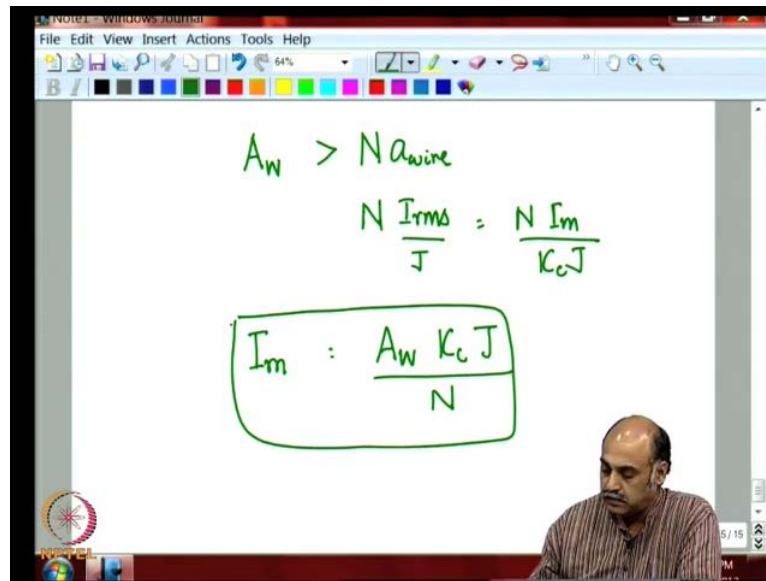 Note1 - Windows Journal
File Edit View Insert Actions Tools Help
64%
B I
A_w > N a_wire
N I_rms / J = N I_m / K_c J
I_m : A_w K_c J / N
NPTEL
5 / 15
PM